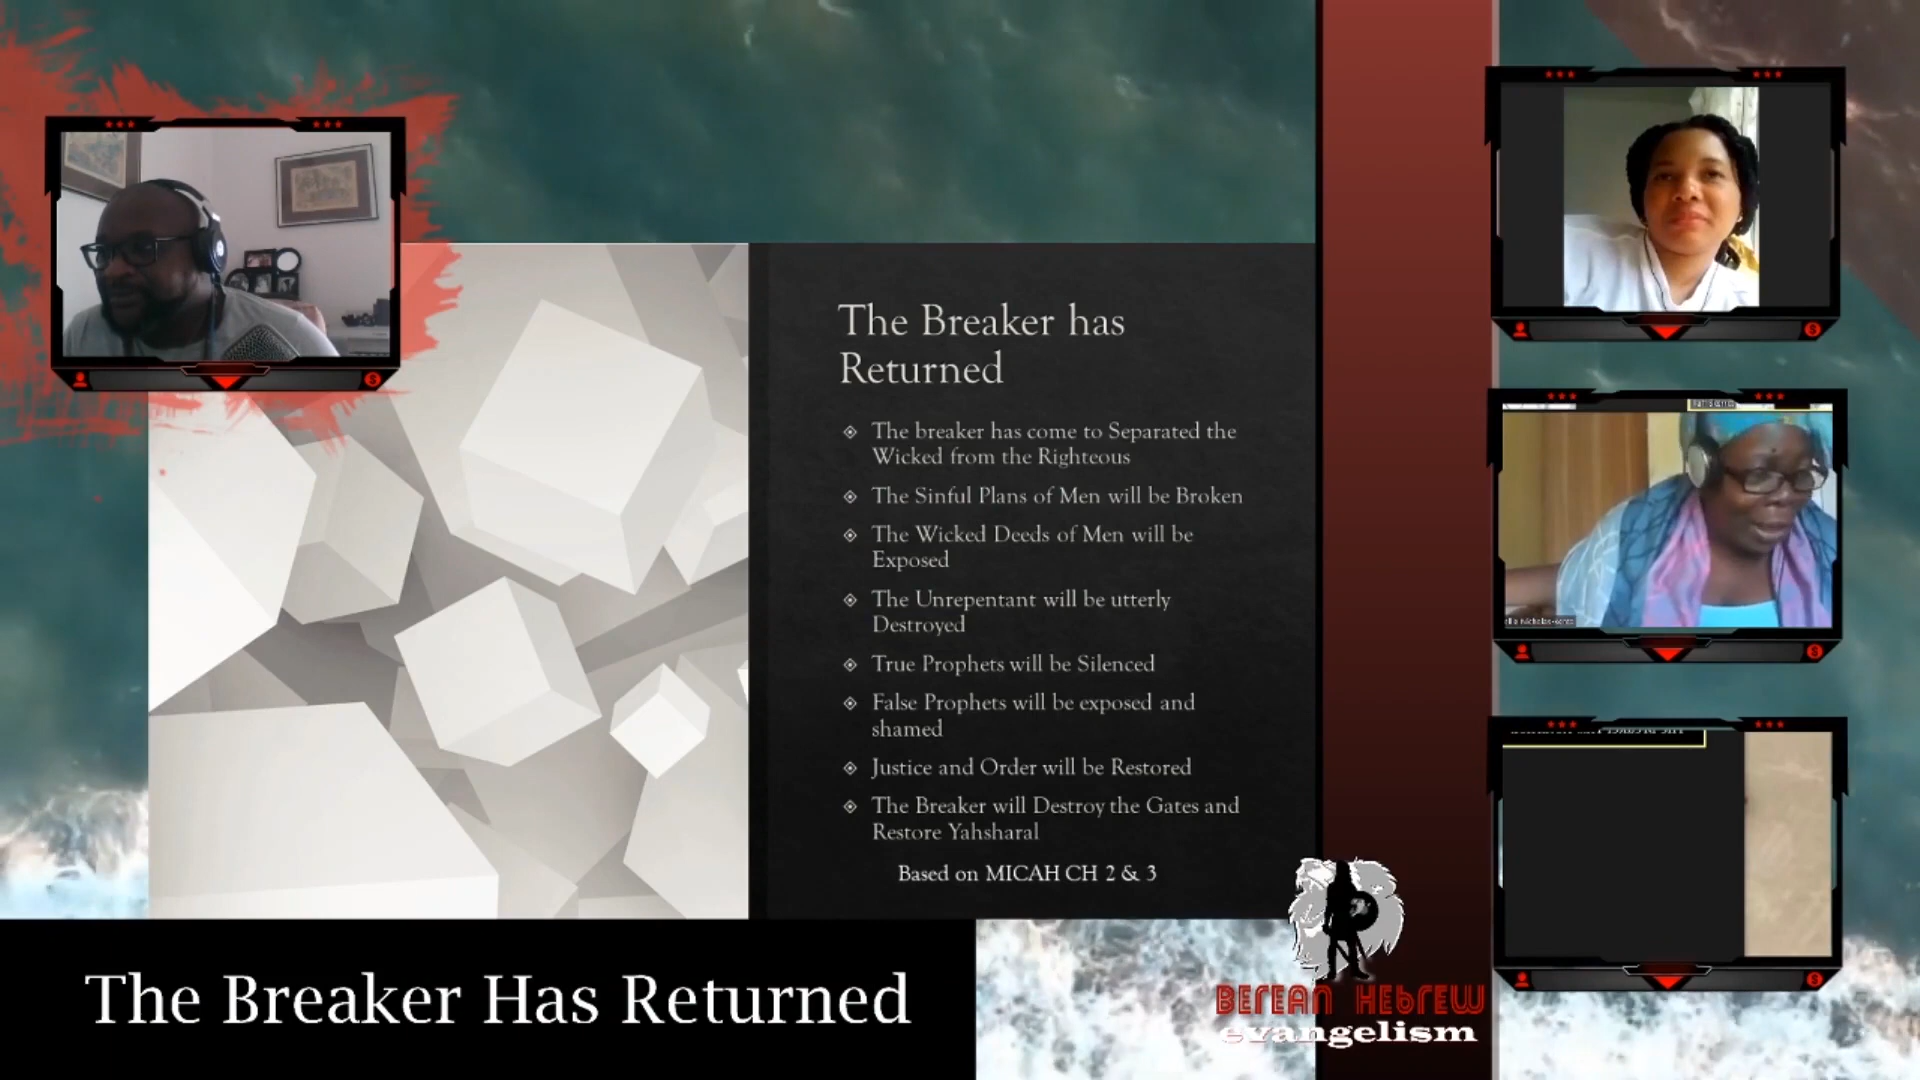 The Breaker has
Returned
The breaker has come to Separated the
Wicked from the Righteous
The Sinful Plans of Men will be Broken
The Wicked Deeds of Men will be
Exposed
The Unrepentant will be utterly
Destroyed
True Prophets will be Silenced
False Prophets will be exposed and
shamed
Justice and Order will be Restored
The Breaker will Destroy the Gates and
Restore Yahsharal
Based on MICAH CH 2 & 3
The Breaker Has Returned
BEREAN HEBREW
evangelism